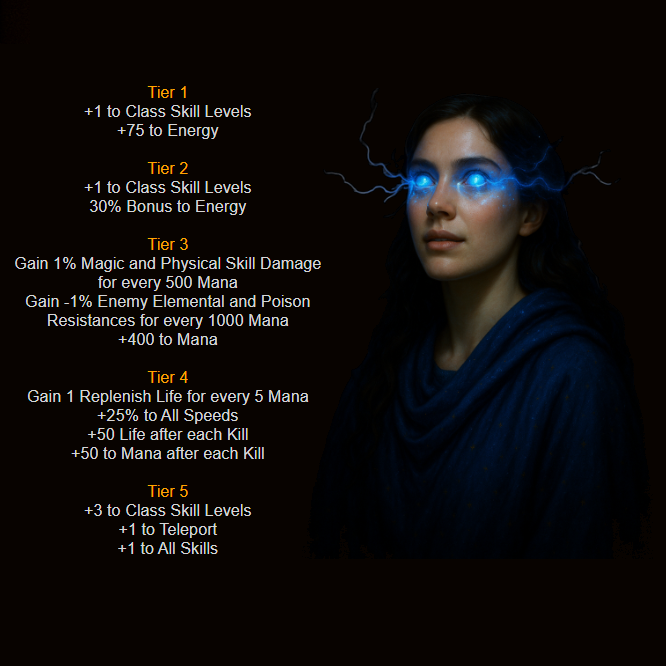 Tier 1
+1 to Class Skill Levels
+75 to Energy
Tier 2
+1 to Class Skill Levels
30% Bonus to Energy
Tier 3
Gain 1% Magic and Physical Skill Damage
for every 500 Mana
Gain -1% Enemy Elemental and Poison
Resistances for every 1000 Mana
+400 to Mana
Tier 4
Gain 1 Replenish Life for every 5 Mana
+25% to All Speeds
+50 Life after each Kill
+50 to Mana after each Kill
Tier 5
+3 to Class Skill Levels
+1 to Teleport
+1 to All Skills